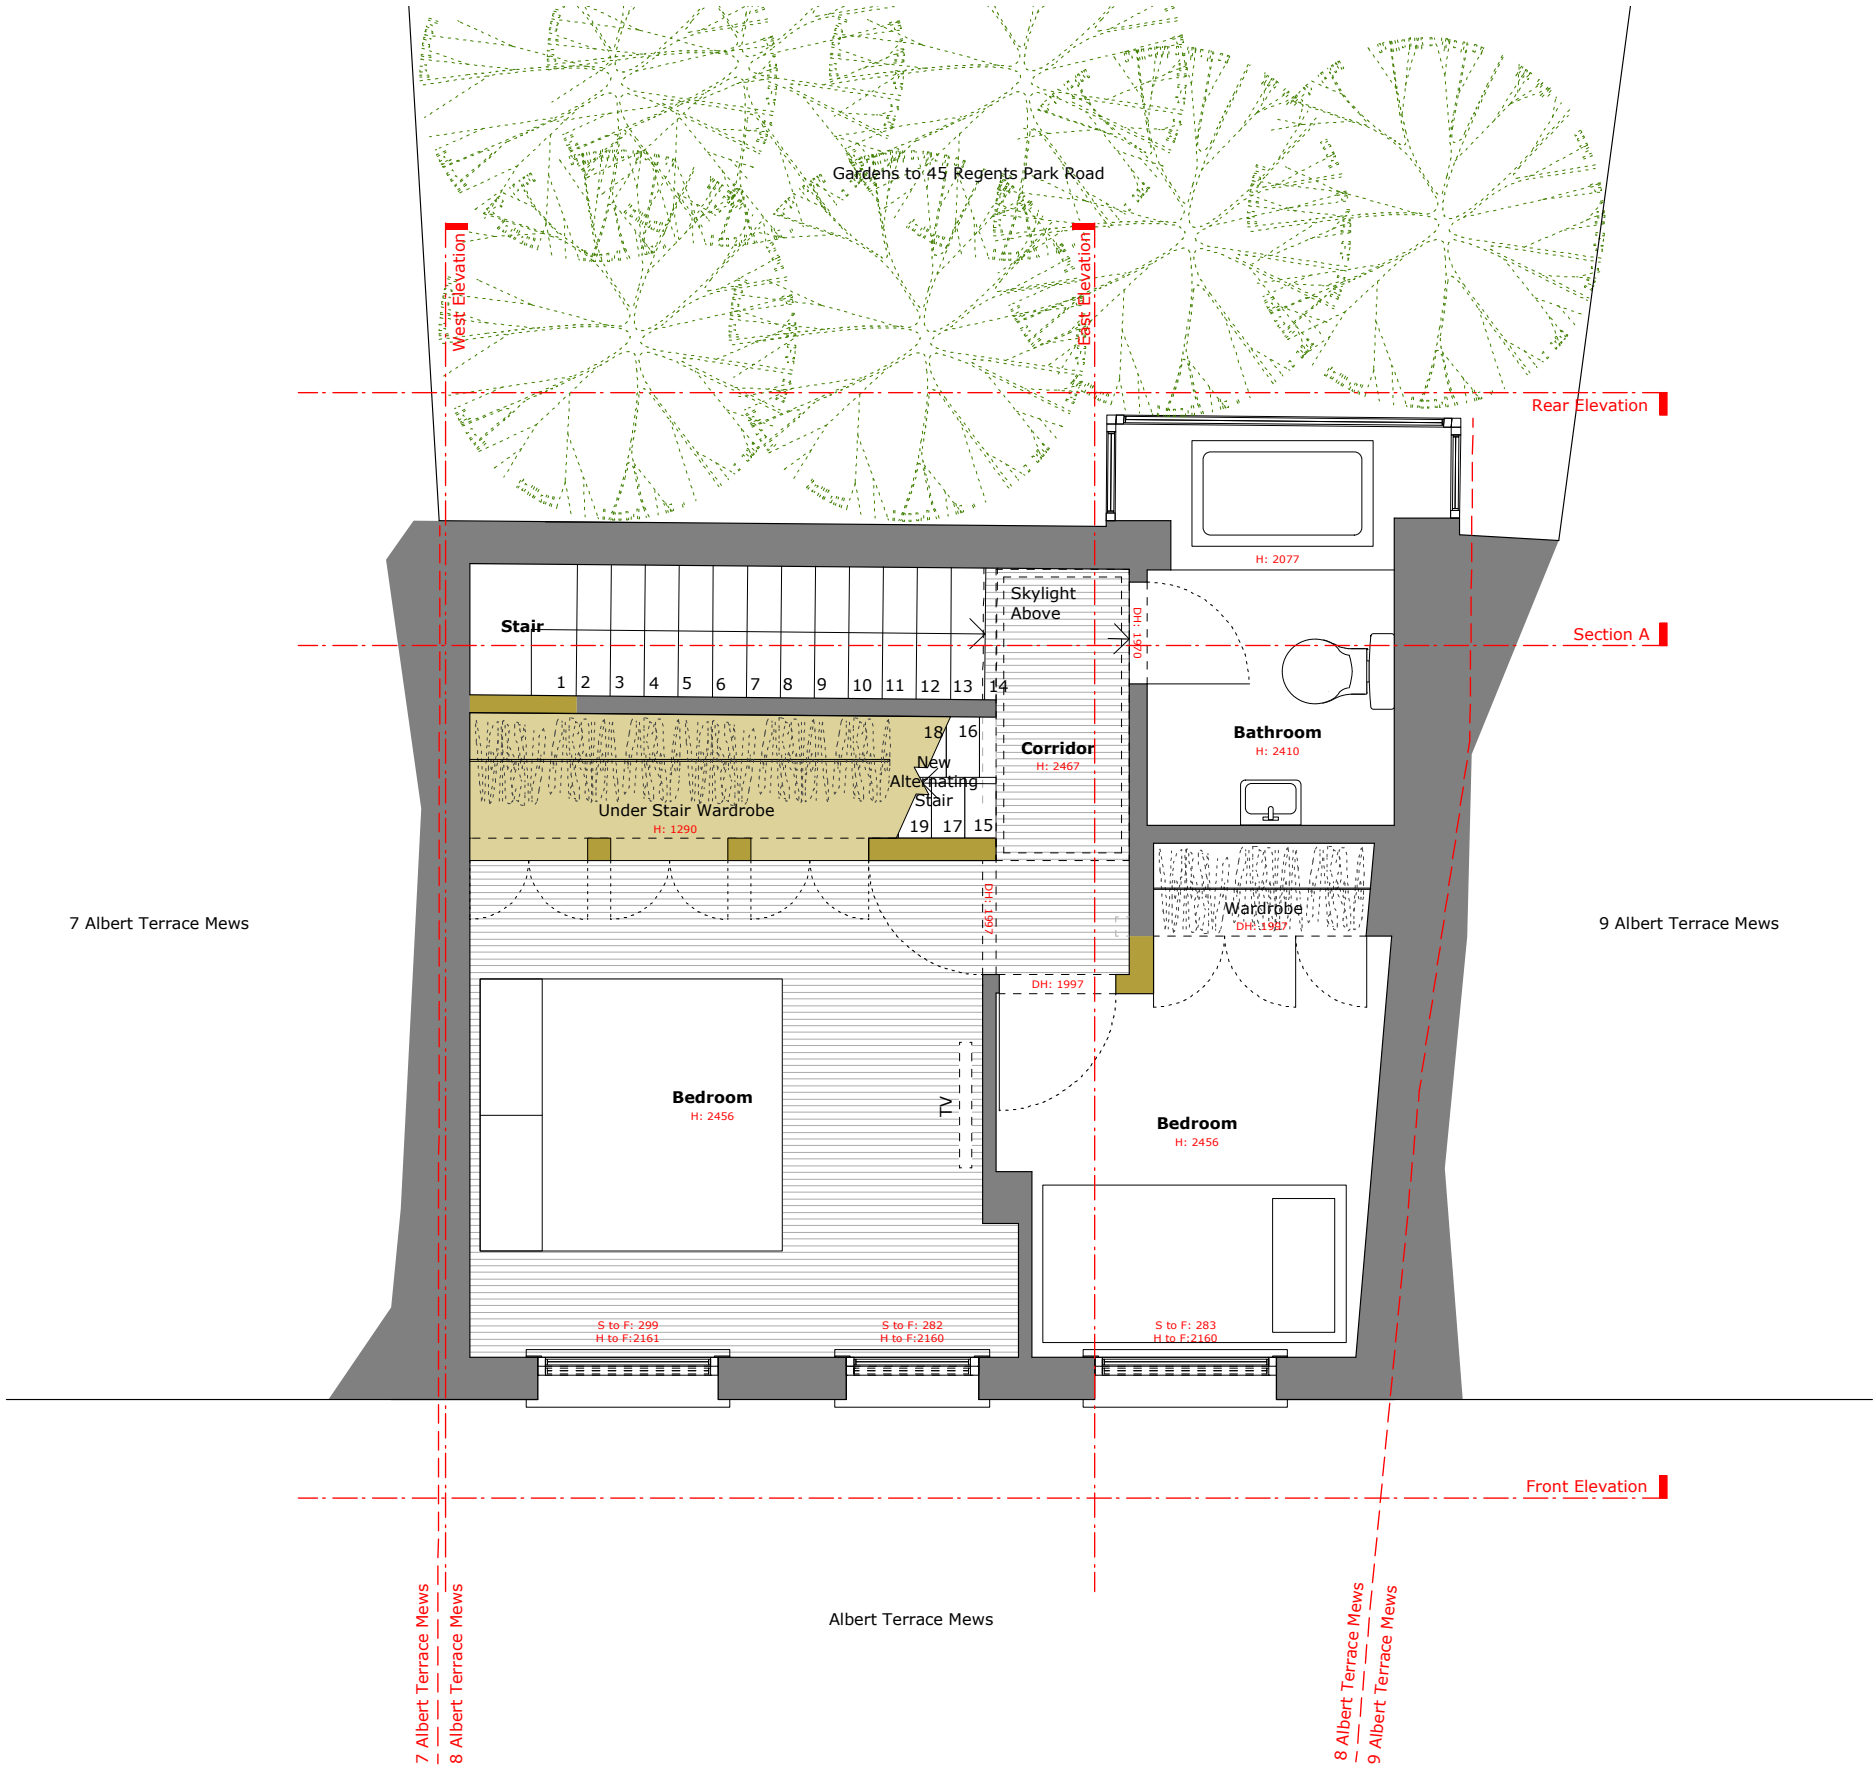 Gardens to 45 Regents Park Road
West Elevation
East Elevation
Rear Elevation
H: 2077
Skylight
Above
DH: 1970
Stair
Section A
1 2 3 4 5 6 7 8 9 10 11 12 13 14
18 16
New
Alternating
Stair
19 17 15
Corridor
H: 2467
Bathroom
H: 2410
Under Stair Wardrobe
H: 1290
DH: 1997
Wardrobe
DH: 1997
7 Albert Terrace Mews
9 Albert Terrace Mews
DH: 1997
Bedroom
H: 2456
TV
Bedroom
H: 2456
S to F: 299
H to F:2161
S to F: 282
H to F:2160
S to F: 283
H to F:2160
Front Elevation
Albert Terrace Mews
7 Albert Terrace Mews
8 Albert Terrace Mews
8 Albert Terrace Mews
9 Albert Terrace Mews